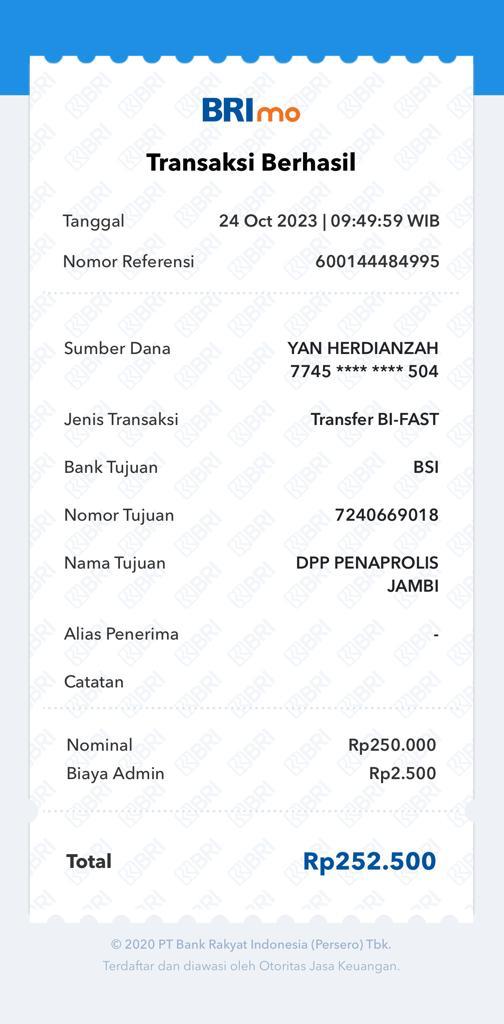 BRImo
Transaksi Berhasil
Tanggal 24 Oct 2023 | 09:49:59 WIB
Nomor Referensi 600144484995
Sumber Dana YAN HERDIANZAH
7745 **** **** 504
Jenis Transaksi Transfer BI-FAST
Bank Tujuan BSI
Nomor Tujuan 7240669018
Nama Tujuan DPP PENAPROLIS
JAMBI
Alias Penerima -
Catatan
Nominal Rp250.000
Biaya Admin Rp2.500
Total Rp252.500
© 2020 PT Bank Rakyat Indonesia (Persero) Tbk.
Terdaftar dan diawasi oleh Otoritas Jasa Keuangan.